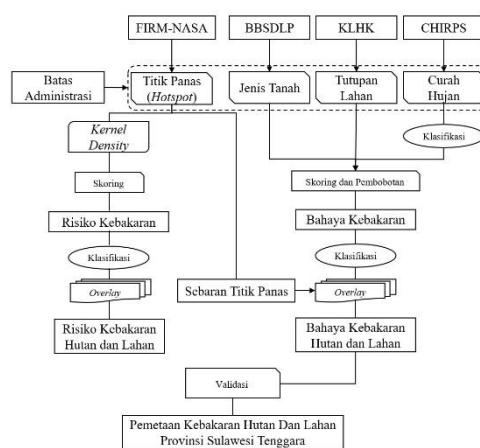 FIRM-NASA
BBSDLP
KLHK
CHIRPS
Batas
Administrasi
Titik Panas
(Hotspot)
Jenis Tanah
Tutupan
Lahan
Curah
Hujan
Kernel
Density
Klasifikasi
Skoring
Skoring dan Pembobotan
Risiko Kebakaran
Bahaya Kebakaran
Klasifikasi
Klasifikasi
Overlay
Sebaran Titik Panas
Overlay
Risiko Kebakaran
Hutan dan Lahan
Bahaya Kebakaran
Hutan dan Lahan
Validasi
Pemetaan Kebakaran Hutan Dan Lahan
Provinsi Sulawesi Tenggara